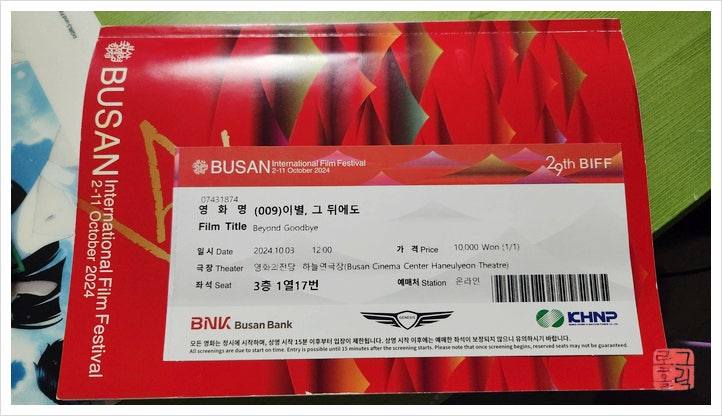 BUSAN International Film Festival
2-11 October 2024
BUSAN International Film Festival
2-11 October 2024
29th BIFF
07431874
영 화 명 (009)이별, 그 뒤에도
Film Title Beyond Goodbye
일 시 Date 2024.10.03 12:00 가 격 Price 10,000 Won (1/1)
극 장 Theater 영화의전당 하늘연극장(Busan Cinema Center Haneulyeon Theatre)
좌 석 Seat 3층 1열17번 예매처 Station 온라인
BNK Busan Bank
GENESIS
KHNP
모든 영화는 정시에 시작하며, 상영 시작 15분 이후부터 입장이 제한됩니다. 상영 시작 이후에는 예매한 좌석이 보장되지 않으니 유의하시기 바랍니다.
All screenings are due to start on time. Entry is possible until 15 minutes after the screening starts. Please note that once screening begins, reserved seats may not be guaranteed.